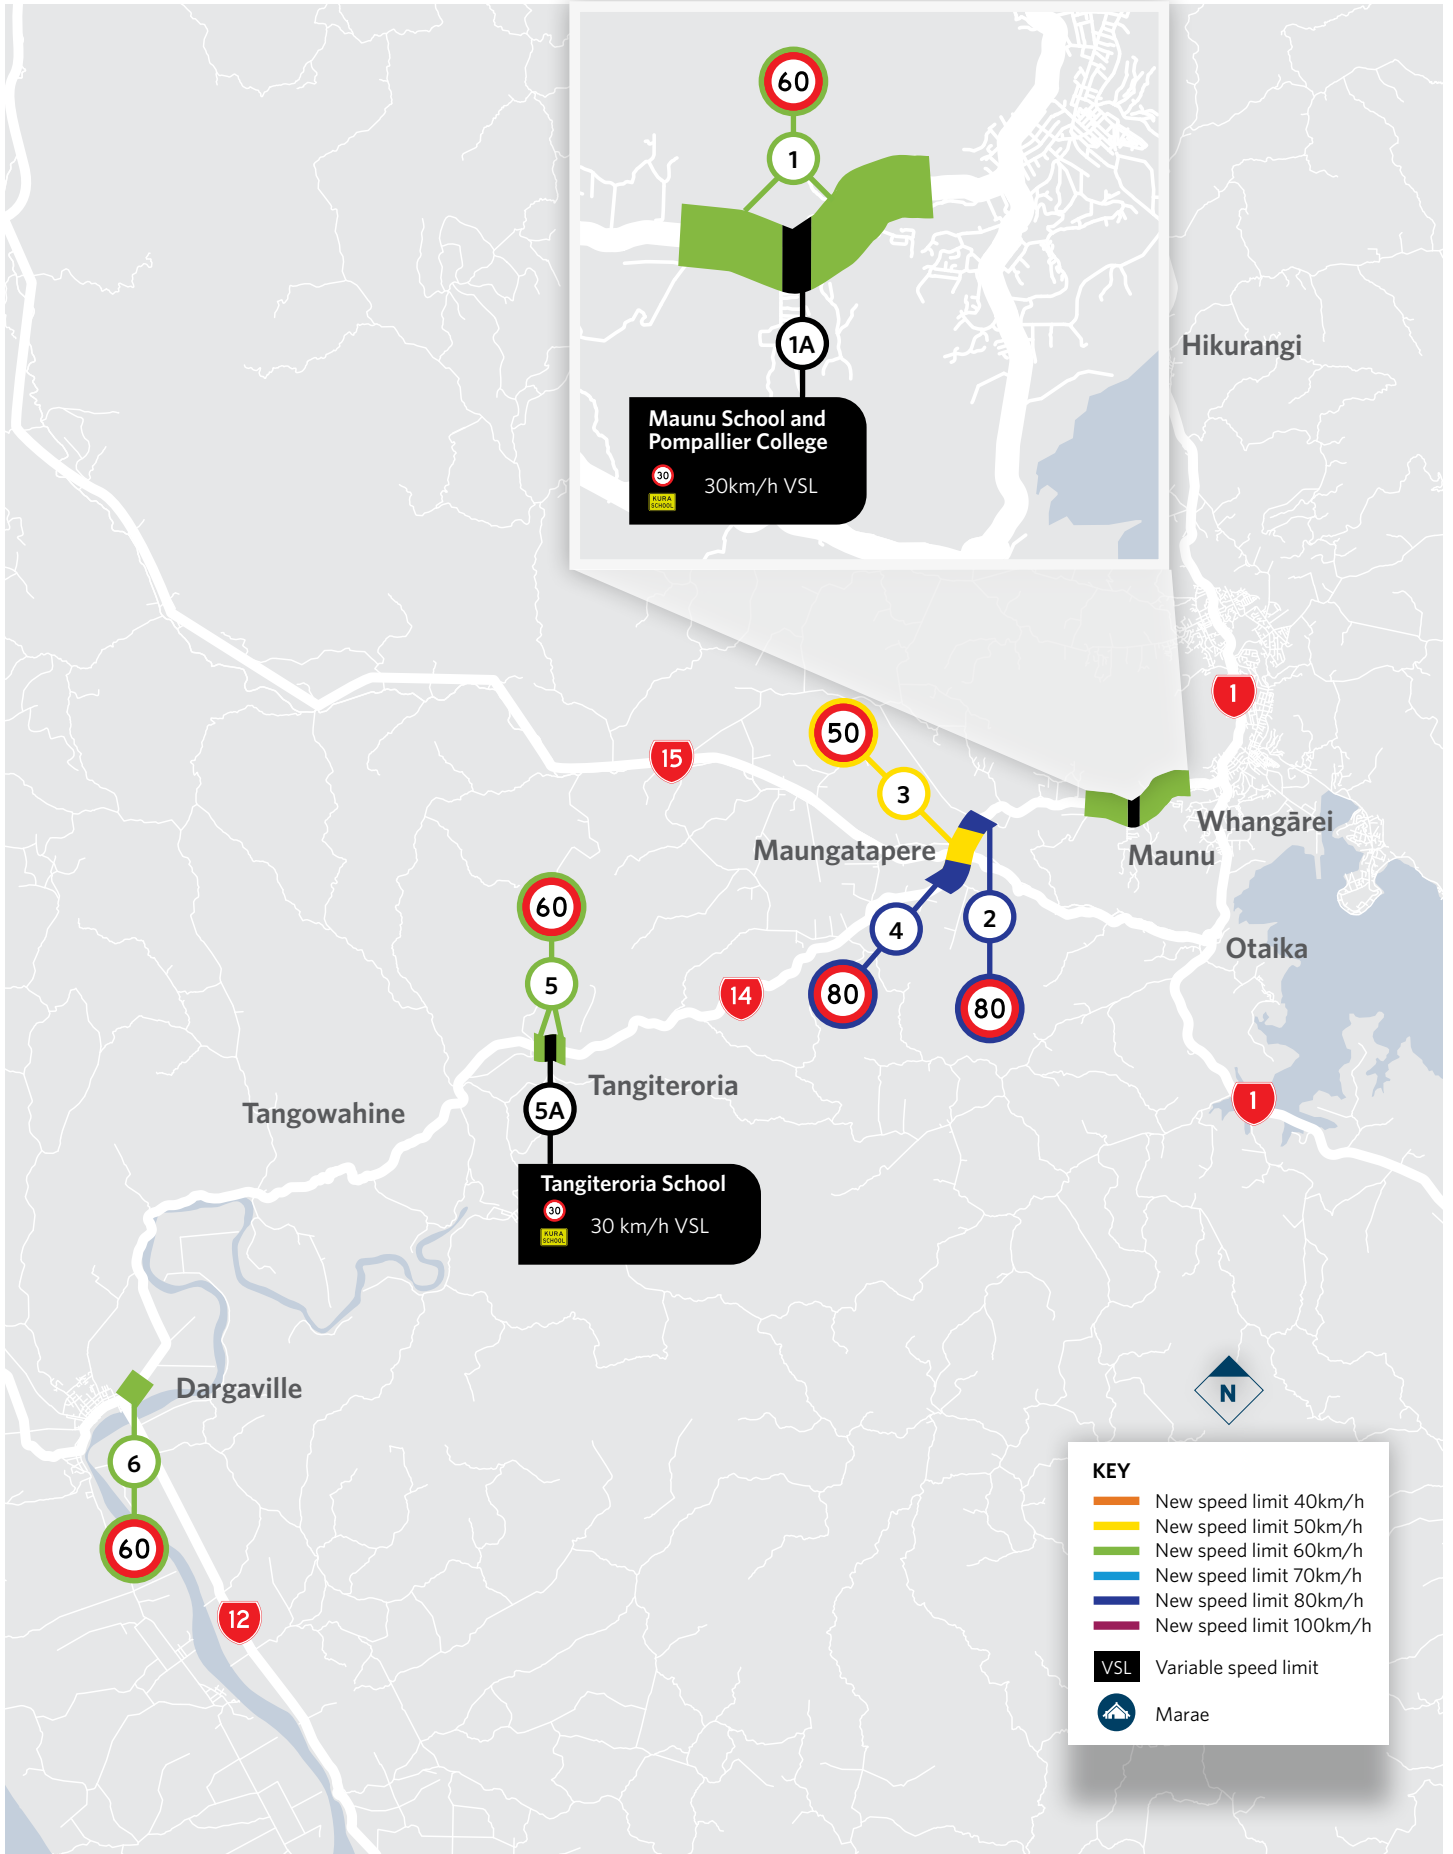 60
1
1A
Maunu School and
Pompallier College
30
KURA
SCHOOL
30km/h VSL
Hikurangi
1
15
50
3
Maungatapere
Whangārei
Maunu
60
4
2
Otaika
5
14
80
80
Tangiteroria
1
Tangowahine
5A
Tangiteroria School
30
KURA
SCHOOL
30 km/h VSL
Dargaville
N
6
60
12
KEY
New speed limit 40km/h
New speed limit 50km/h
New speed limit 60km/h
New speed limit 70km/h
New speed limit 80km/h
New speed limit 100km/h
VSL Variable speed limit
Marae